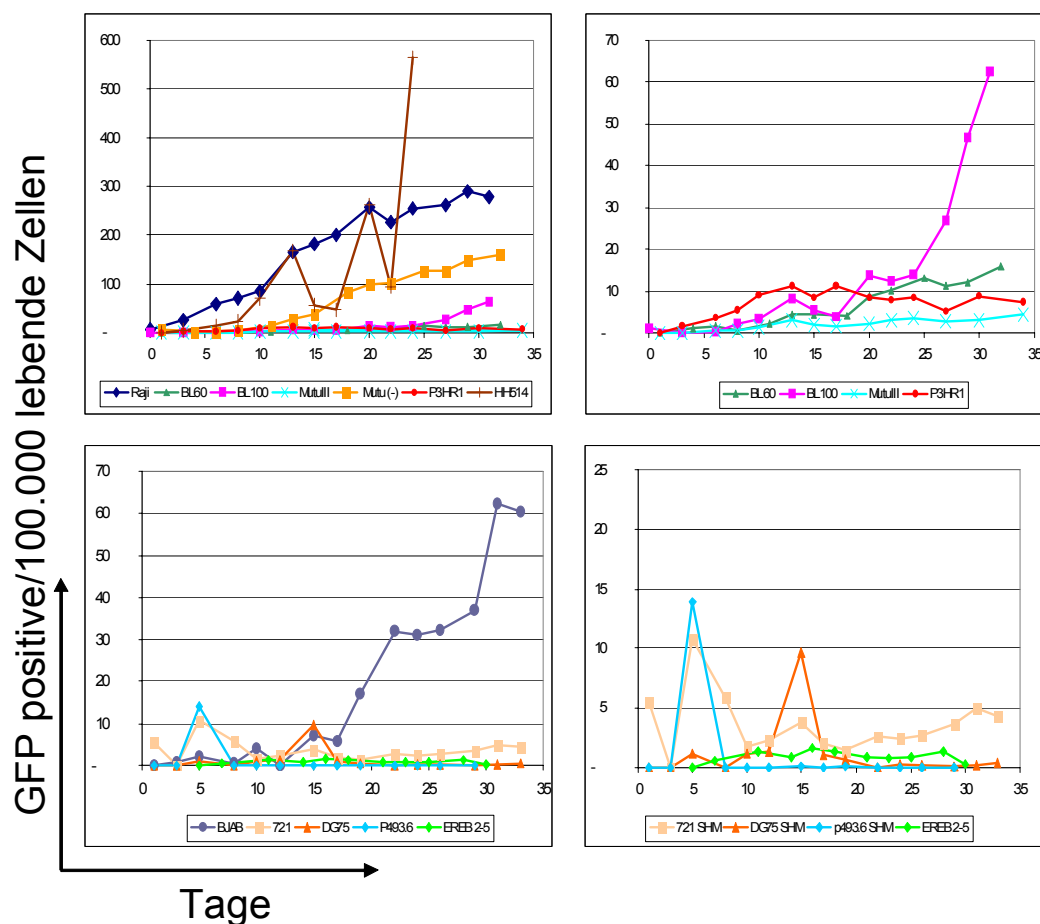 GFP positive/100.000 lebende Zellen
600
500
400
300
200
100
-
0 5 10 15 20 25 30 35
Raji BL60 BL100 MutuIII Mutu (-) P3HR1 HH514
70
60
50
40
30
20
10
-
0 5 10 15 20 25 30 35
BL60 BL100 MutuIII P3HR1
70
60
50
40
30
20
10
-
0 5 10 15 20 25 30 35
BJAB 721 DG75 P493.6 EREB 2-5
25
20
15
10
5
-
0 5 10 15 20 25 30 35
721 SHM DG75 SHM p493.6 SHM EREB 2-5
Tage